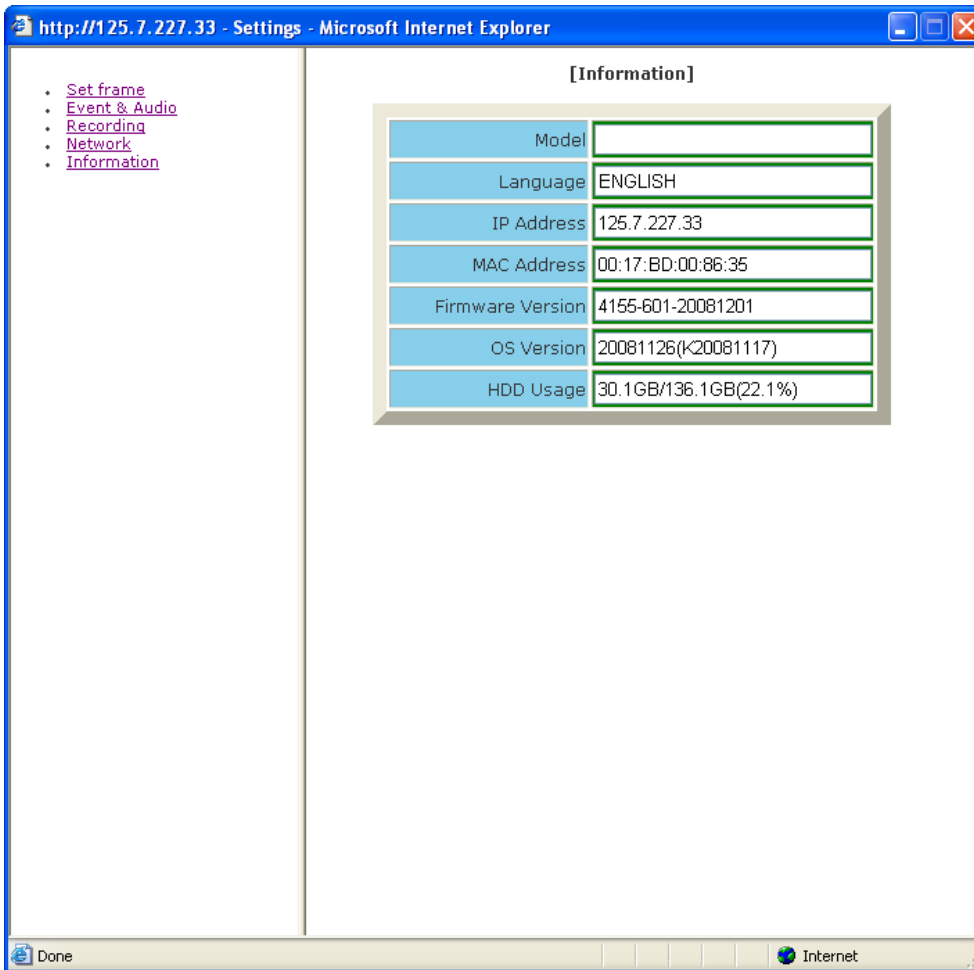 http://125.7.227.33 - Settings - Microsoft Internet Explorer
Set frame
Event & Audio
Recording
Network
Information
[Information]
Model
Language ENGLISH
IP Address 125.7.227.33
MAC Address 00:17:BD:00:86:35
Firmware Version 4155-601-20081201
OS Version 20081126(K20081117)
HDD Usage 30.1GB/136.1GB(22.1%)
Done Internet